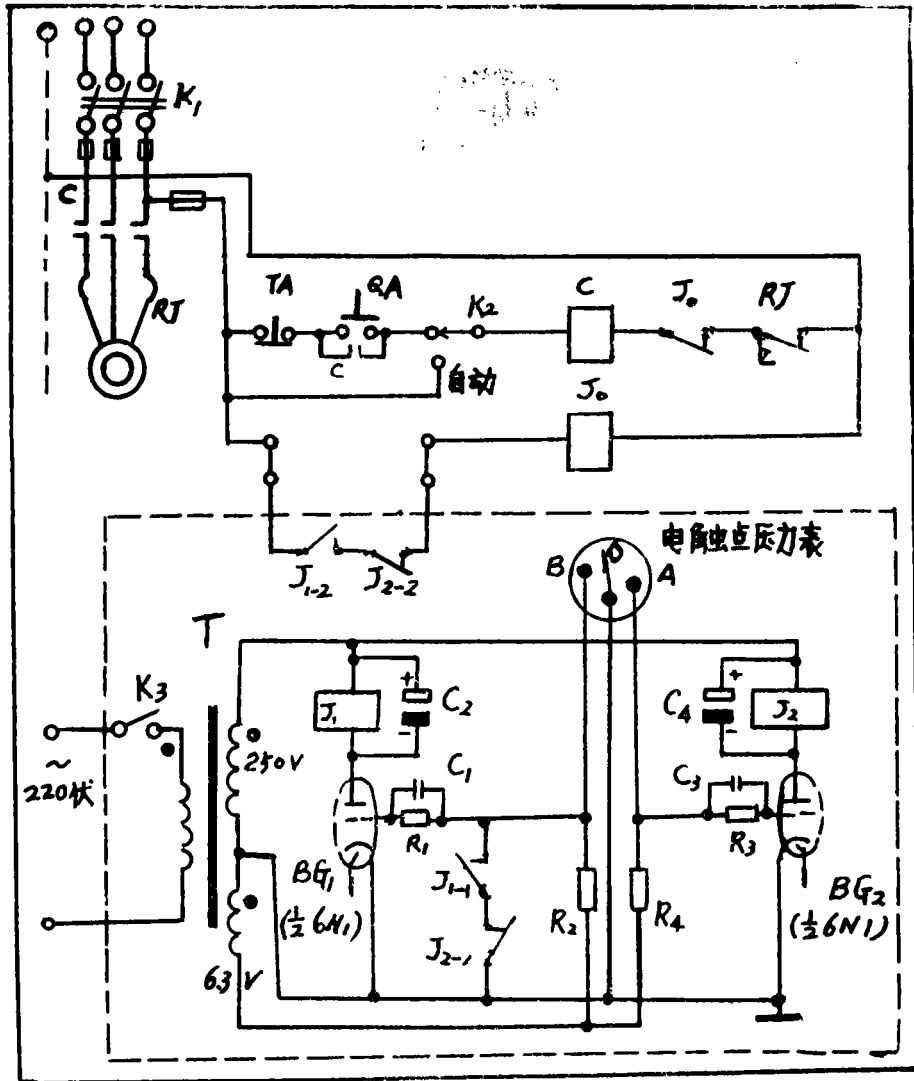 K₁
C
RJ
TA
QA
K₂
C
J₀
RJ
C
自动
J₀
J₁₋₂
J₂₋₂
电触点压力表
B
A
T
K₃
~
220伏
250V
6.3V
J₁
+
-
C₂
C₁
R₁
BG₁
(½6N₁)
J₁₋₁
J₂₋₁
R₂
R₄
C₄
+
-
J₂
C₃
R₃
BG₂
(½6N1)